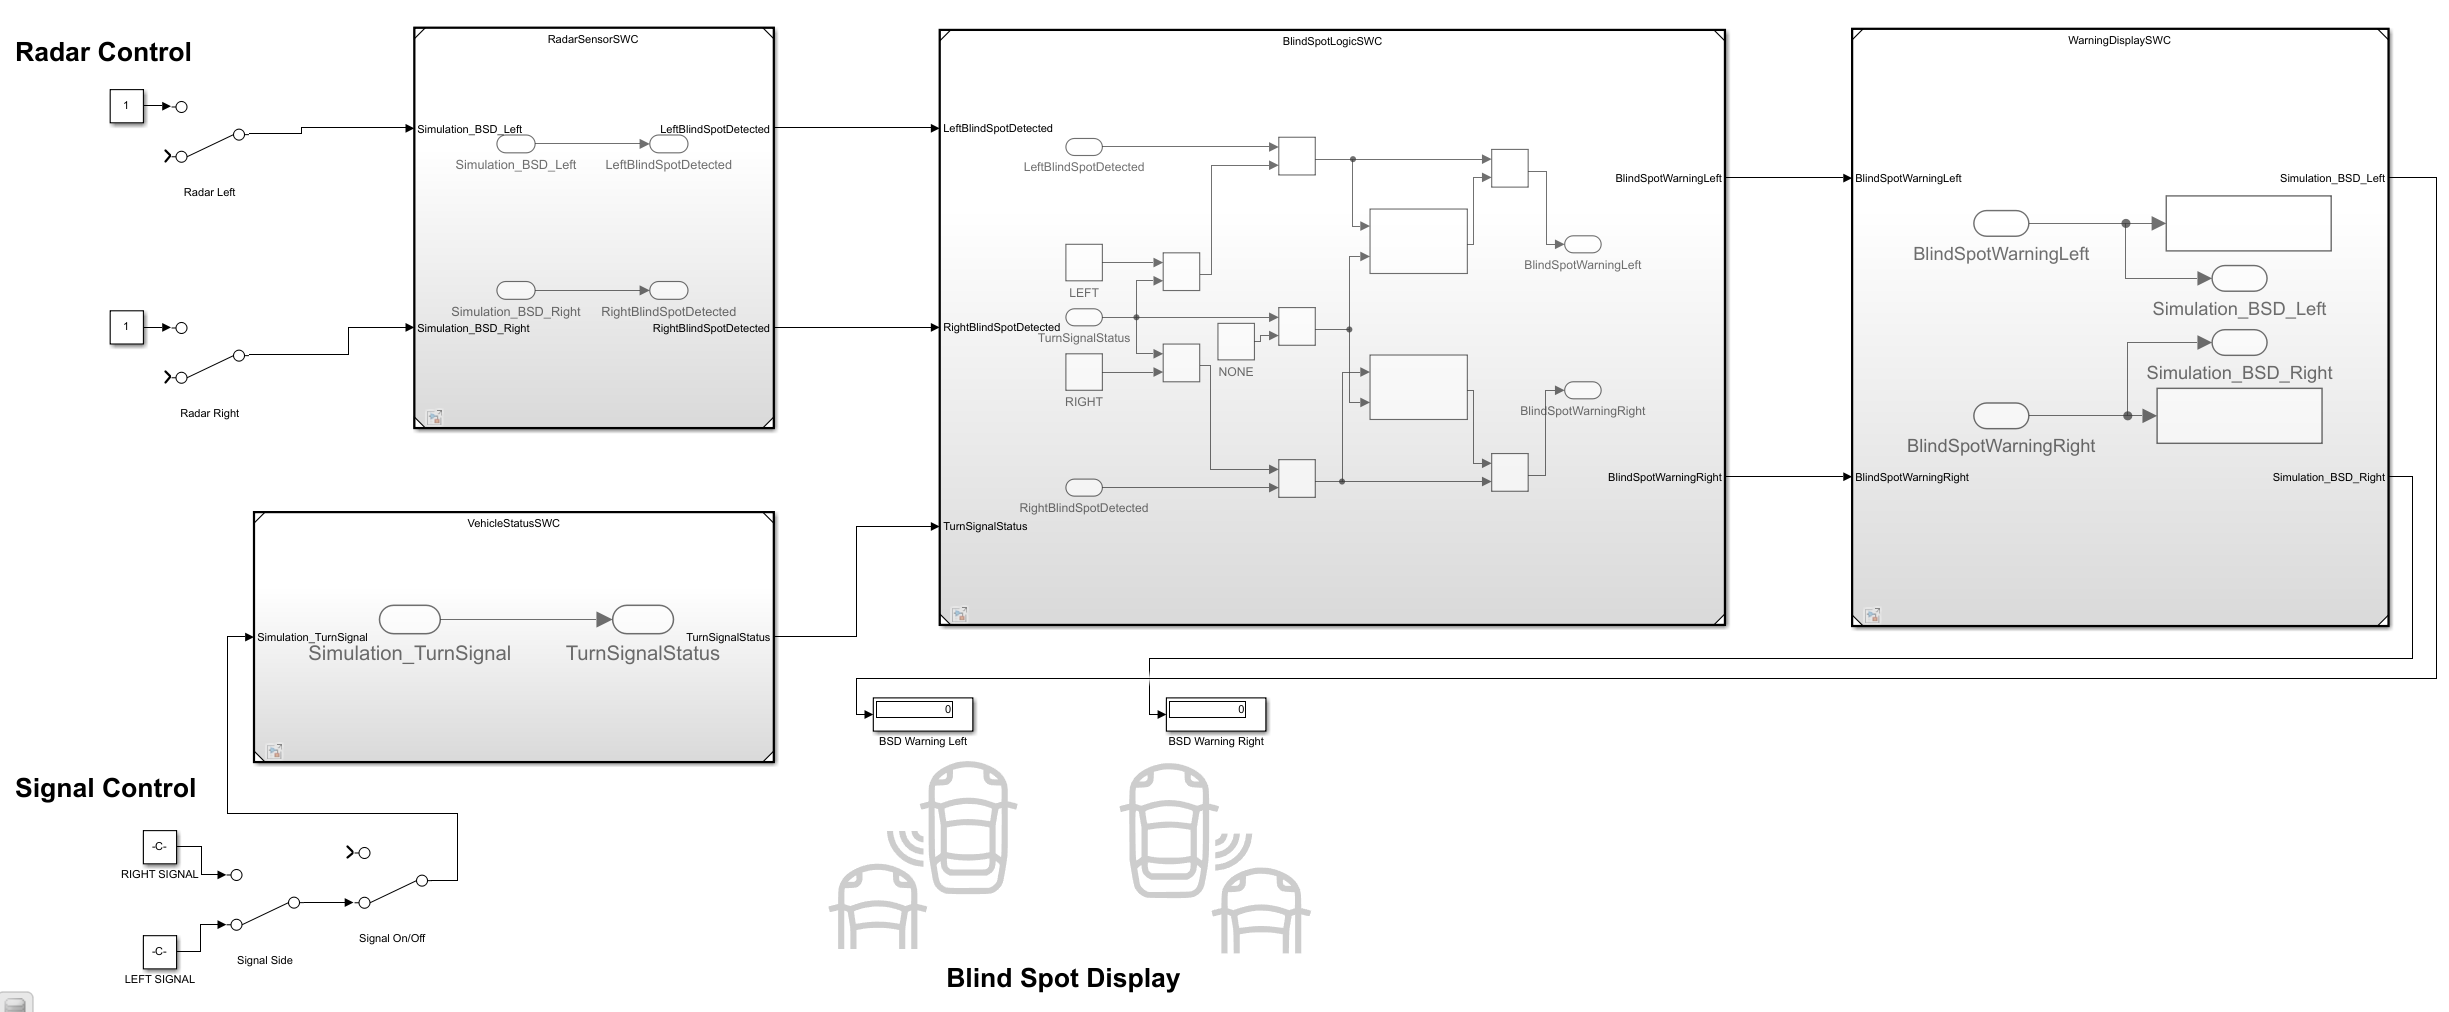 Radar Control
1
Radar Left
1
Radar Right
RadarSensorSWC
Simulation_BSD_Left
LeftBlindSpotDetected
Simulation_BSD_Left
LeftBlindSpotDetected
Simulation_BSD_Right
RightBlindSpotDetected
Simulation_BSD_Right
RightBlindSpotDetected
BlindSpotLogicSWC
LeftBlindSpotDetected
LeftBlindSpotDetected
BlindSpotWarningLeft
BlindSpotWarningLeft
LEFT
RightBlindSpotDetected
TurnSignalStatus
NONE
RIGHT
BlindSpotWarningRight
BlindSpotWarningRight
RightBlindSpotDetected
TurnSignalStatus
WarningDisplaySWC
BlindSpotWarningLeft
Simulation_BSD_Left
BlindSpotWarningLeft
Simulation_BSD_Left
Simulation_BSD_Right
BlindSpotWarningRight
BlindSpotWarningRight
Simulation_BSD_Right
VehicleStatusSWC
Simulation_TurnSignal
TurnSignalStatus
Simulation_TurnSignal
TurnSignalStatus
Signal Control
-C-
RIGHT SIGNAL
-C-
LEFT SIGNAL
Signal Side
Signal On/Off
0
BSD Warning Left
0
BSD Warning Right
Blind Spot Display